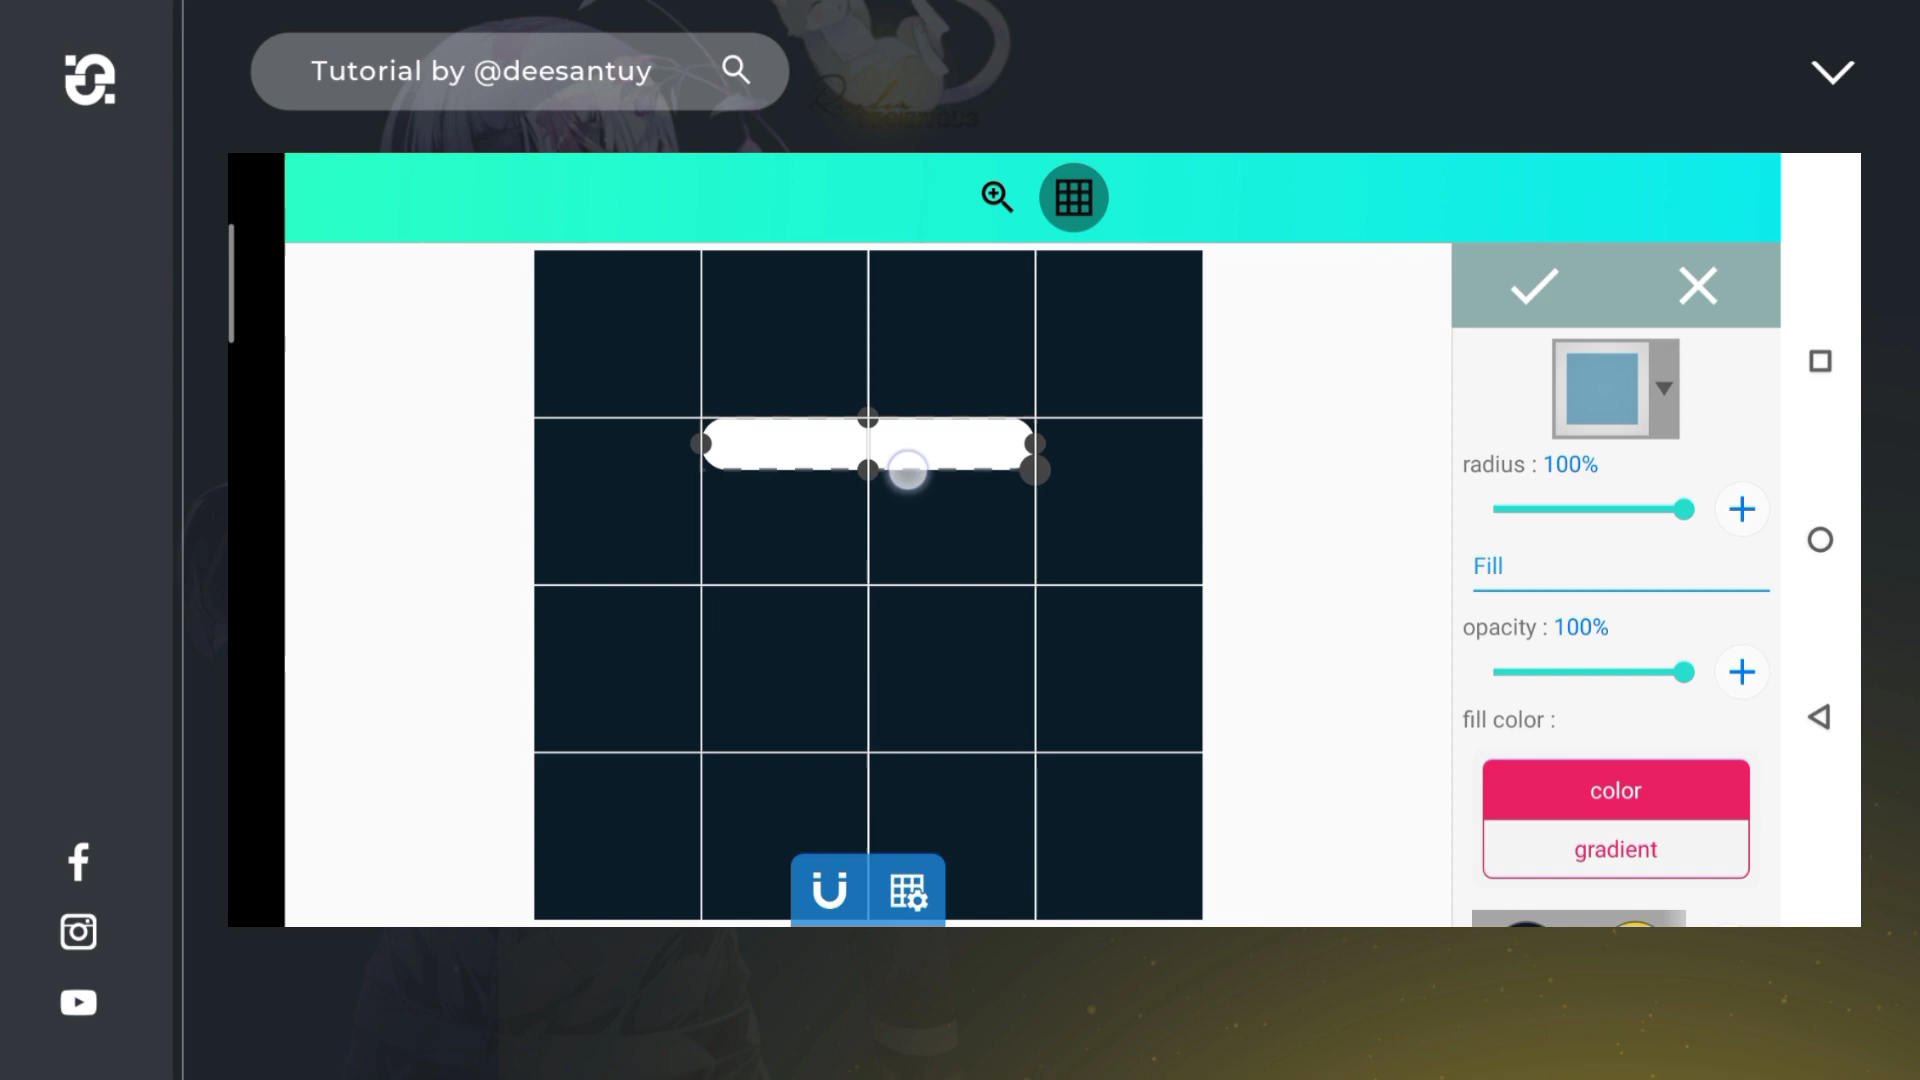 Tutorial by @deesantuy
radius : 100%
Fill
opacity : 100%
fill color :
color
gradient